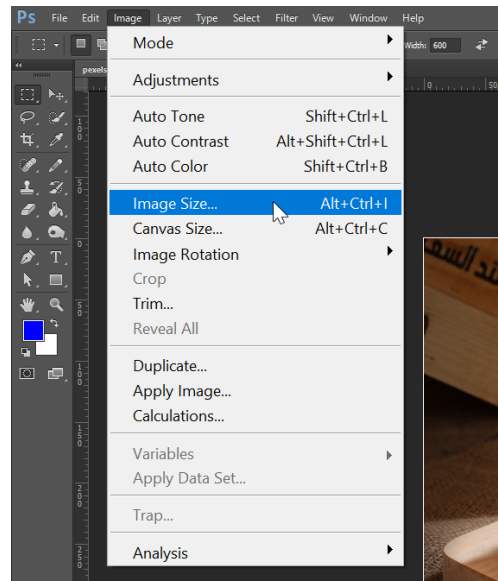 Ps File Edit Image Layer Type Select Filter View Window Help
Width: 600
pexels
Mode
Adjustments
Auto Tone Shift+Ctrl+L
Auto Contrast Alt+Shift+Ctrl+L
Auto Color Shift+Ctrl+B
Image Size... Alt+Ctrl+I
Canvas Size... Alt+Ctrl+C
Image Rotation
Crop
Trim...
Reveal All
Duplicate...
Apply Image...
Calculations...
Variables
Apply Data Set...
Trap...
Analysis